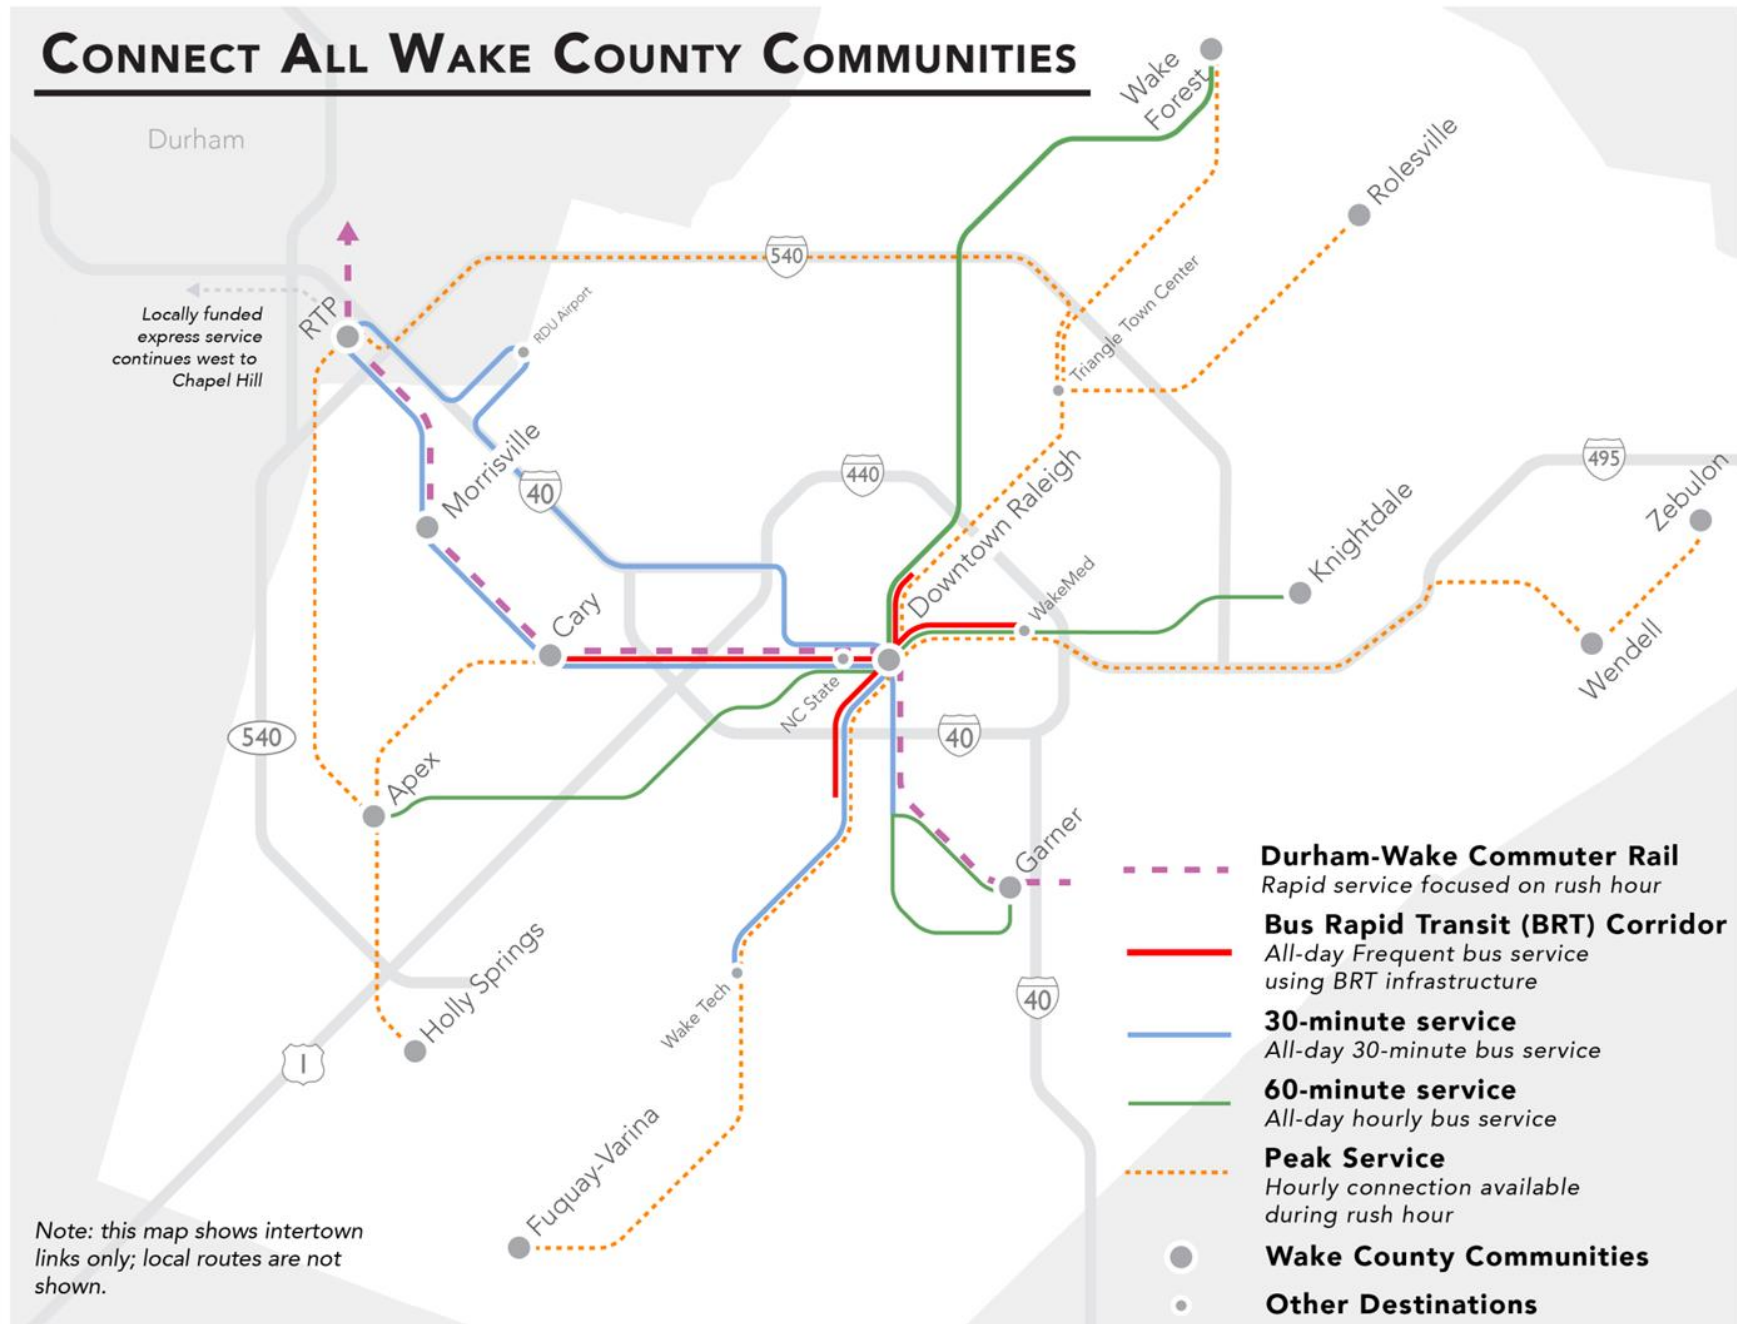 CONNECT ALL WAKE COUNTY COMMUNITIES
Durham
Wake
Forest
Rolesville
540
RTP
Locally funded
express service
continues west to
Chapel Hill
RDU Airport
Triangle Town Center
Morrisville
40
440
Downtown Raleigh
495
Zebulon
Knightdale
WakeMed
Cary
NC State
Wendell
540
40
Apex
Garner
Holly Springs
Wake Tech
40
1
Fuquay-Varina
Durham-Wake Commuter Rail
Rapid service focused on rush hour
Bus Rapid Transit (BRT) Corridor
All-day Frequent bus service
using BRT infrastructure
30-minute service
All-day 30-minute bus service
60-minute service
All-day hourly bus service
Peak Service
Hourly connection available
during rush hour
Wake County Communities
Other Destinations
Note: this map shows intertown
links only; local routes are not
shown.